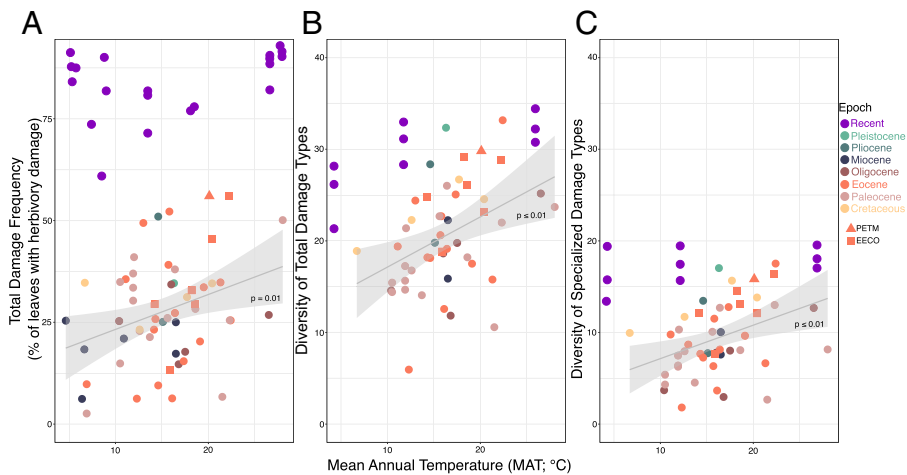 A
B
C
Total Damage Frequency
(% of leaves with herbivory damage)
75
50
25
0
10
20
p = 0.01
Diversity of Total Damage Types
40
30
20
10
0
10
20
p ≤ 0.01
Diversity of Specialized Damage Types
40
30
20
10
0
10
20
p ≤ 0.01
Mean Annual Temperature (MAT; °C)
Epoch
Recent
Pleistocene
Pliocene
Miocene
Oligocene
Eocene
Paleocene
Cretaceous
PETM
EECO